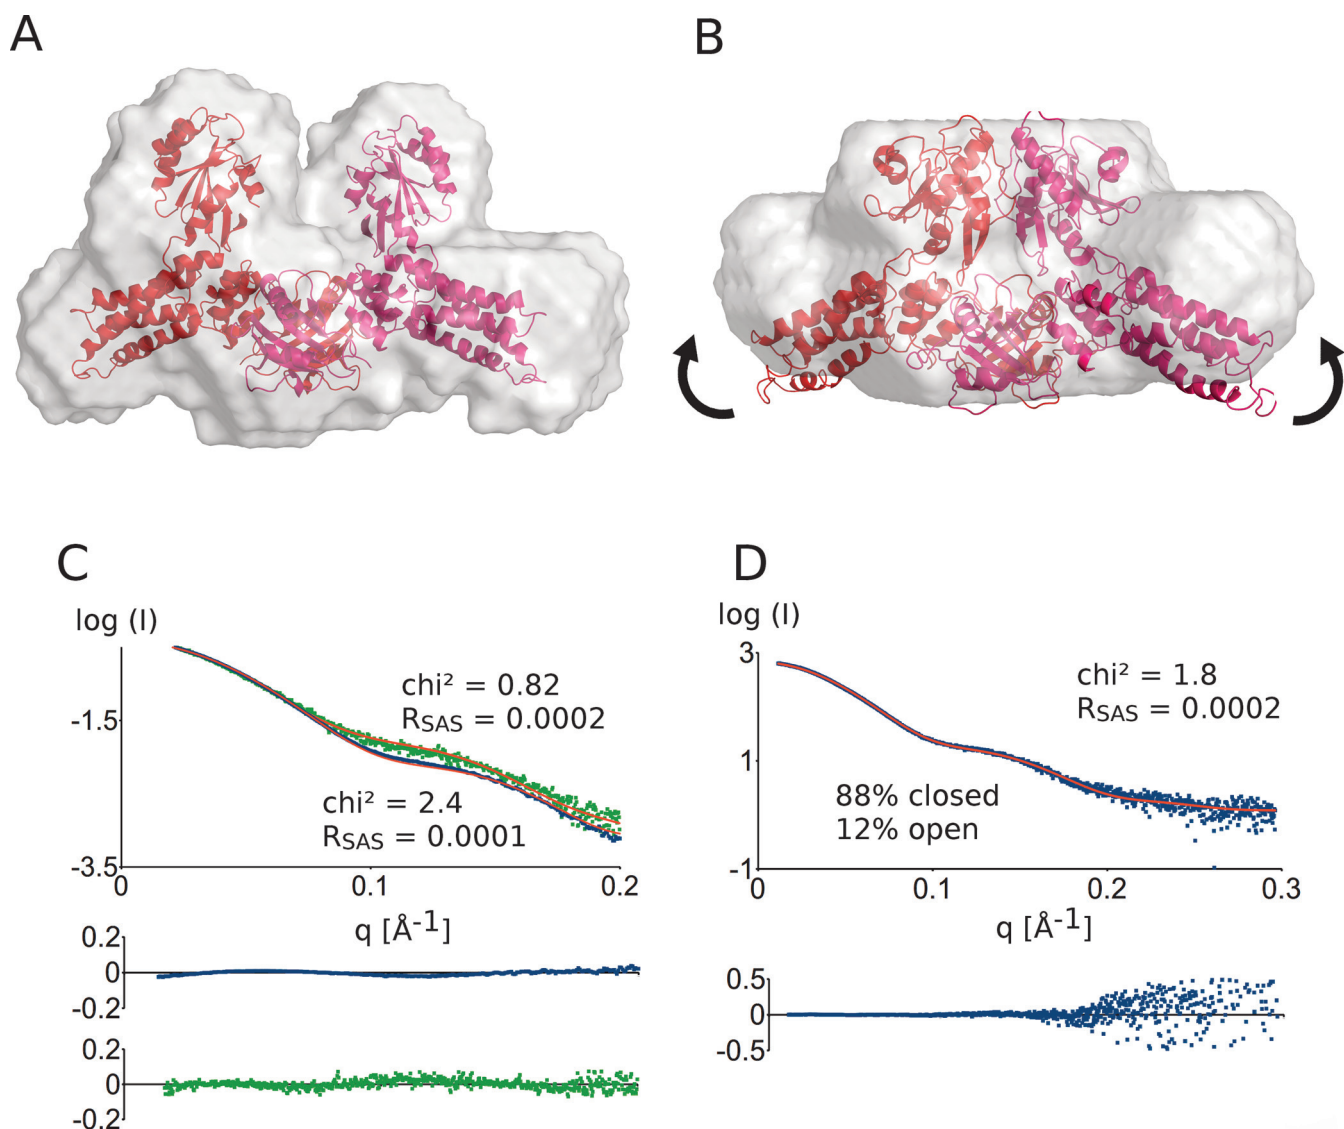 A
B
C
log (I)
chi² = 0.82
RSAS = 0.0002
-1.5
chi² = 2.4
RSAS = 0.0001
-3.5
0
0.1
0.2
q [Å-1]
0.2
0
-0.2
0.2
0
-0.2
D
log (I)
3
chi² = 1.8
RSAS = 0.0002
1
88% closed
12% open
-1
0
0.1
0.2
0.3
q [Å-1]
0.5
0
-0.5